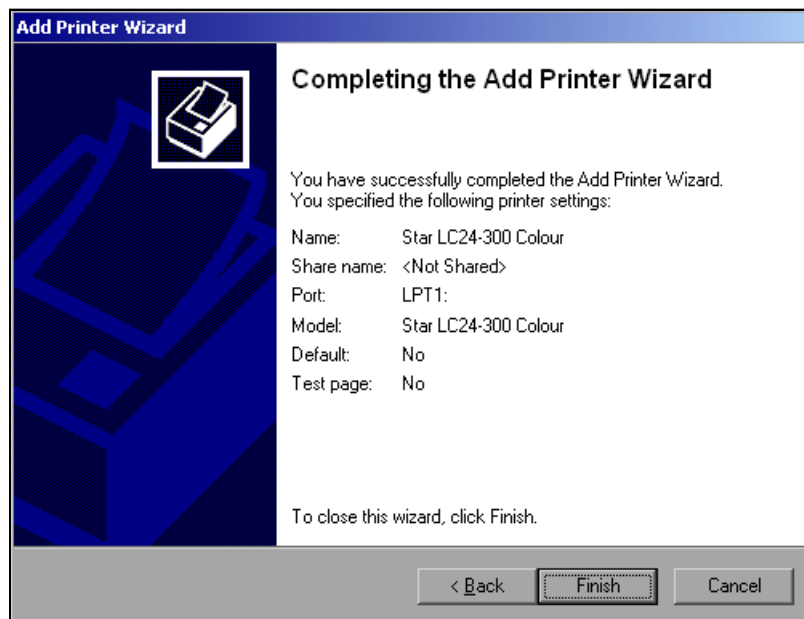 Add Printer Wizard
Completing the Add Printer Wizard
You have successfully completed the Add Printer Wizard.
You specified the following printer settings:
Name: Star LC24-300 Colour
Share name: <Not Shared>
Port: LPT1:
Model: Star LC24-300 Colour
Default: No
Test page: No
To close this wizard, click Finish.
< Back Finish Cancel